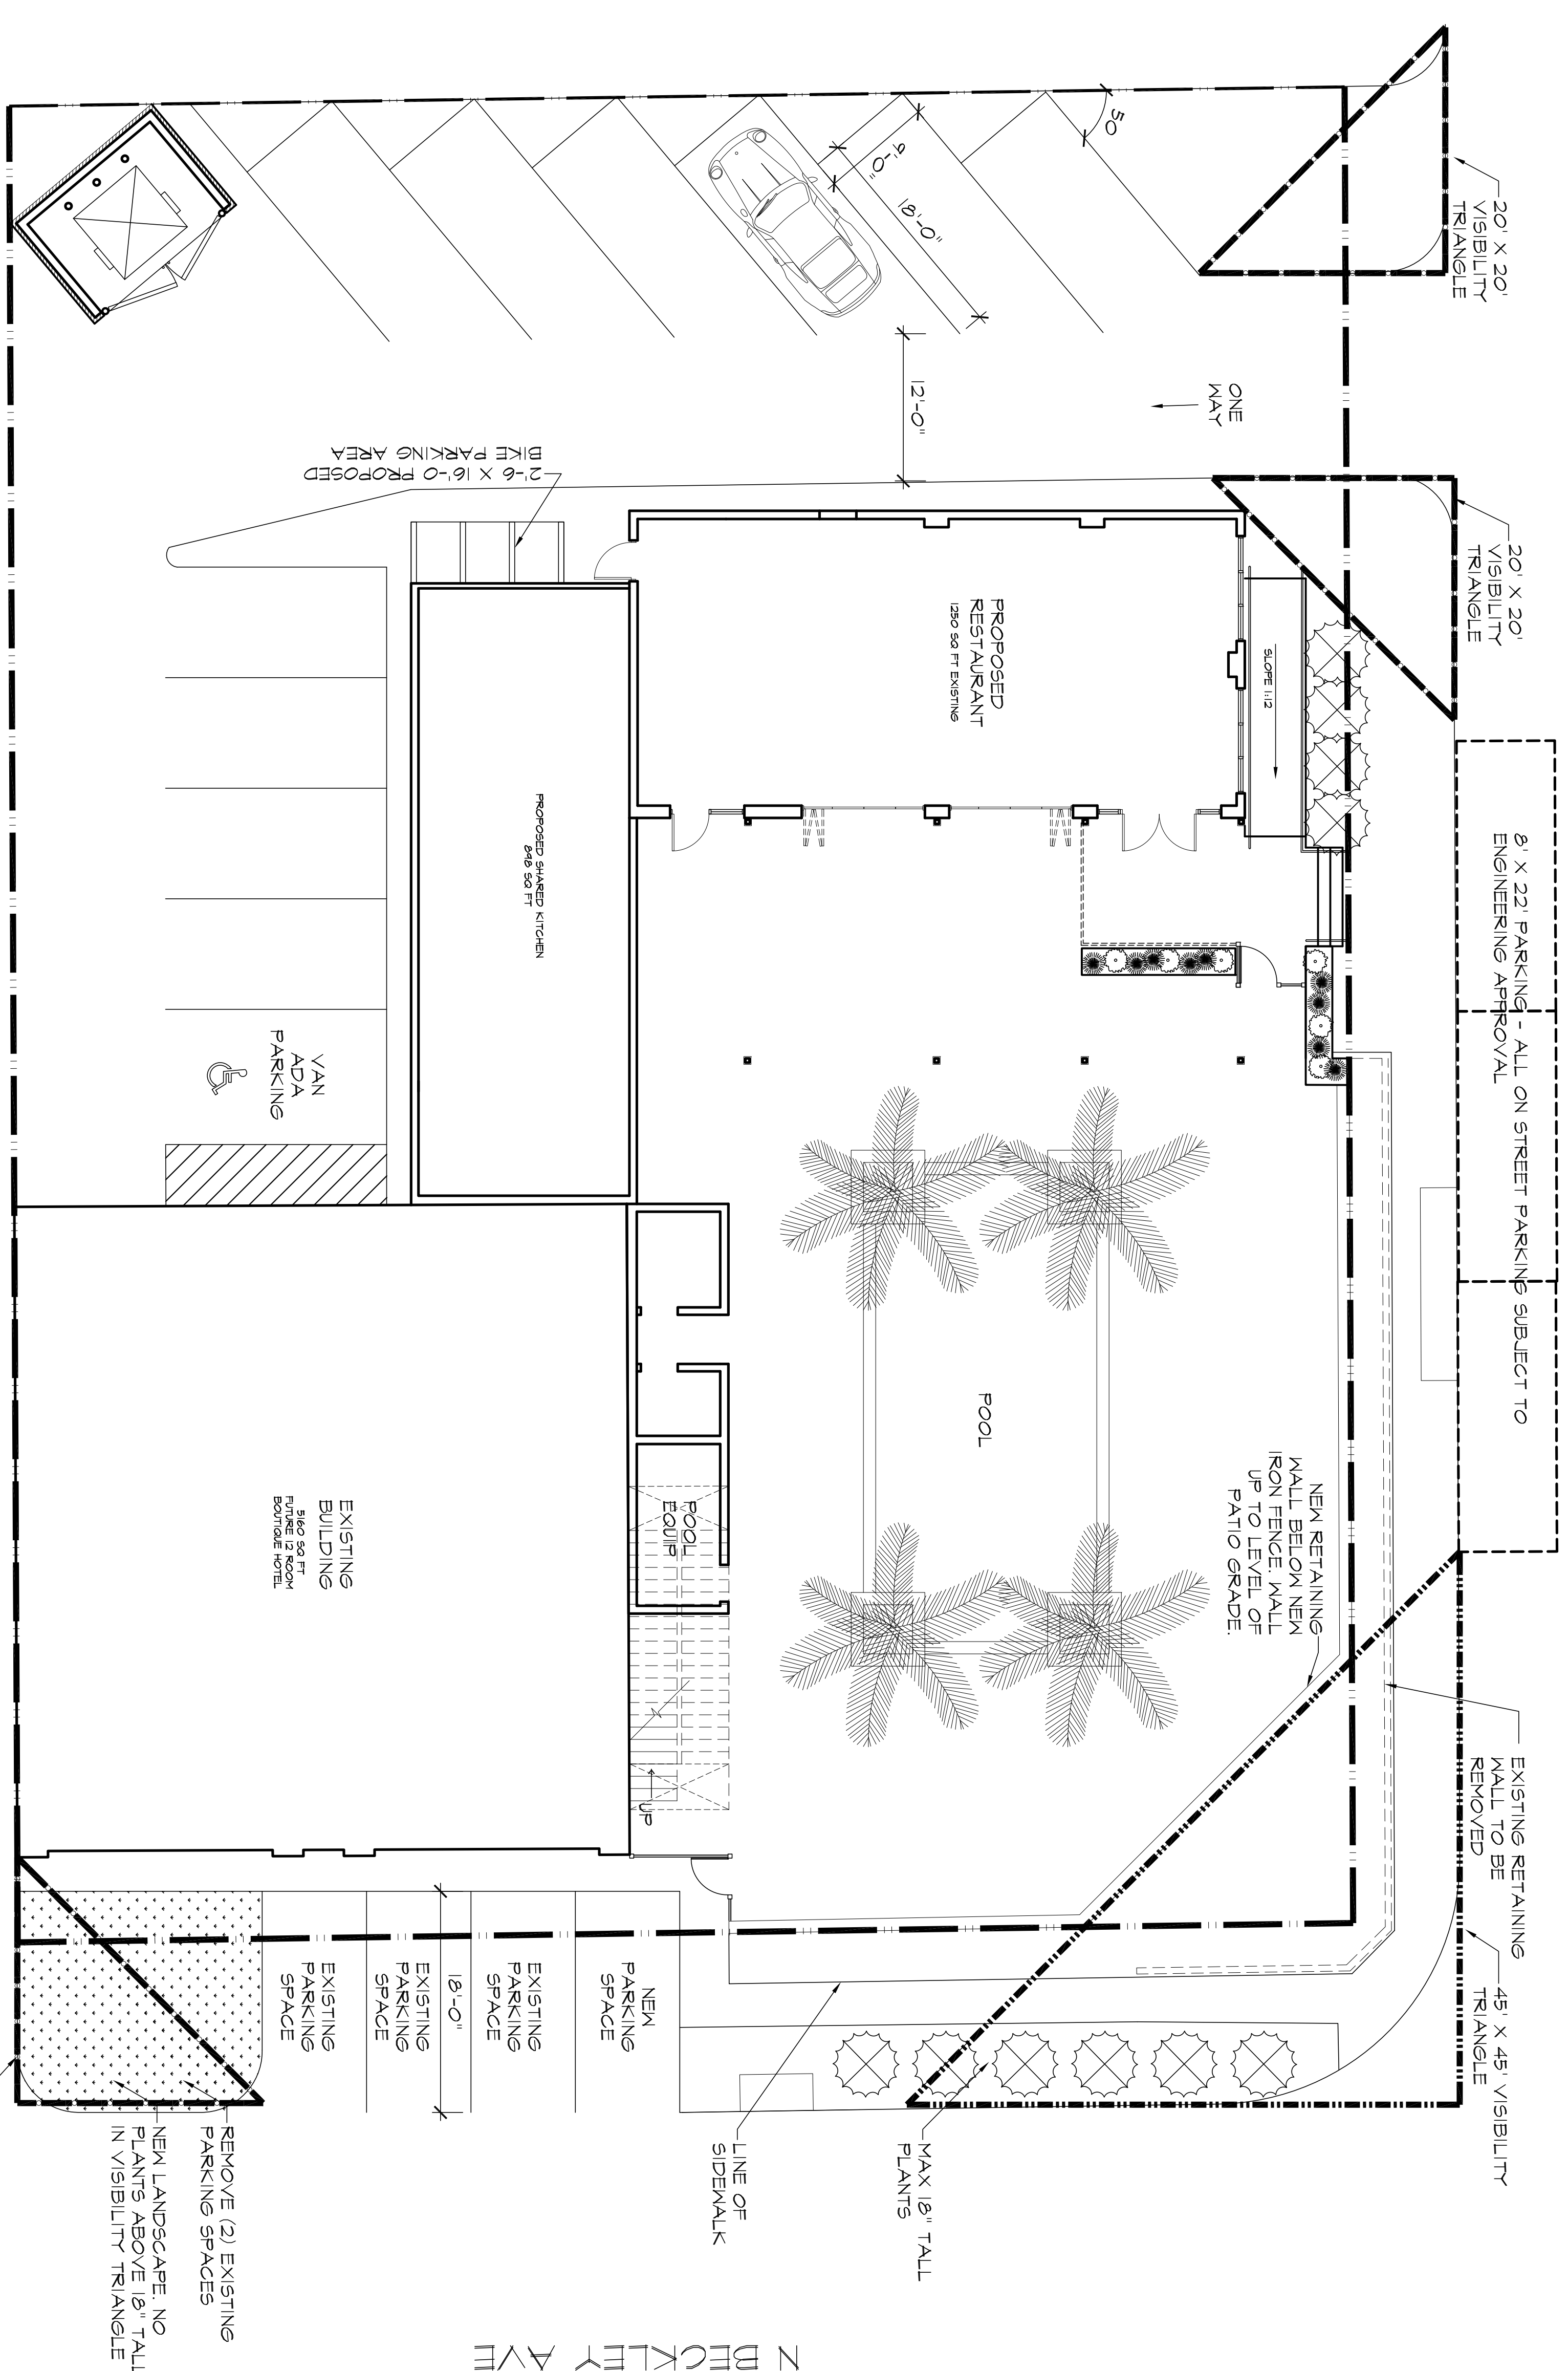 20' X 20'
VISIBILITY
TRIANGLE
20' X 20'
VISIBILITY
TRIANGLE
8' X 22' PARKING - ALL ON STREET PARKING SUBJECT TO
ENGINEERING APPROVAL
EXISTING RETAINING
WALL TO BE
REMOVED
45' X 45' VISIBILITY
TRIANGLE
NEW RETAINING
WALL BELOW NEW
IRON FENCE. WALL
UP TO LEVEL OF
PATIO GRADE.
50
9'-0"
18'-0"
12'-0"
ONE
WAY
SLOPE 1:12
PROPOSED
RESTAURANT
1250 SQ FT EXISTING
2'-6 X 16'-0 PROPOSED
BIKE PARKING AREA
PROPOSED SHARED KITCHEN
898 SQ FT
VAN
ADA
PARKING
POOL
POOL
EQUIP
UP
EXISTING
BUILDING
5160 SQ FT
FUTURE 12 ROOM
BOUTIQUE HOTEL
NEW
PARKING
SPACE
EXISTING
PARKING
SPACE
18'-0"
EXISTING
PARKING
SPACE
EXISTING
PARKING
SPACE
MAX 18" TALL
PLANTS
LINE OF
SIDEWALK
REMOVE (2) EXISTING
PARKING SPACES
NEW LANDSCAPE. NO
PLANTS ABOVE 18" TALL
IN VISIBILITY TRIANGLE
N BECKLEY AVE